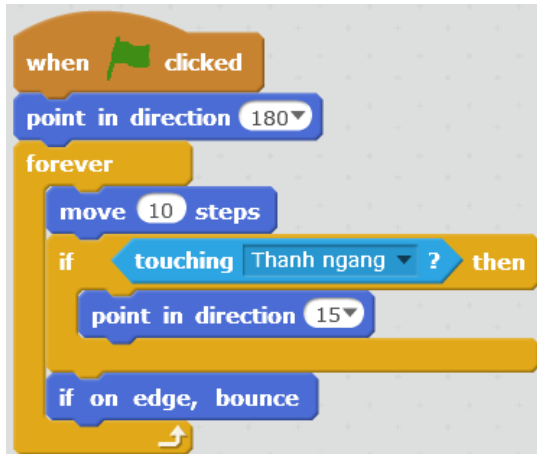 when clicked
point in direction 180
forever
move 10 steps
if touching Thanh ngang ? then
point in direction 15
if on edge, bounce